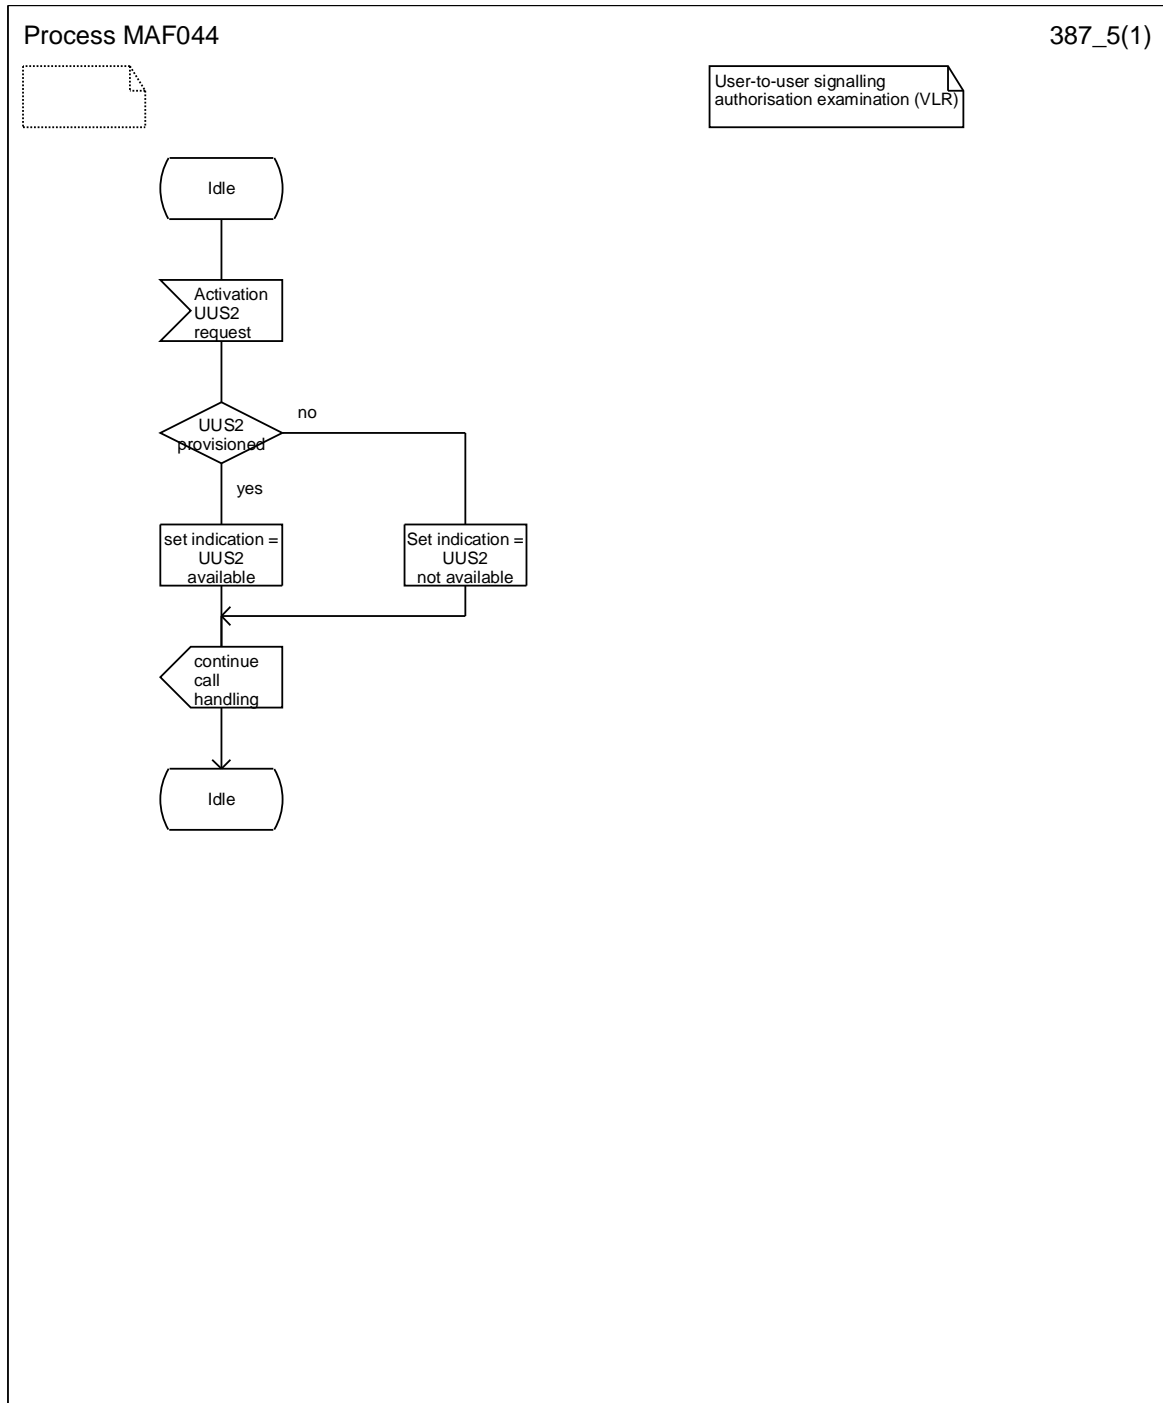 Process MAF044
387_5(1)
User-to-user signalling
authorisation examination (VLR)
Idle
Activation
UUS2
request
UUS2
provisioned
no
yes
set indication =
UUS2
available
Set indication =
UUS2
not available
continue
call
handling
Idle